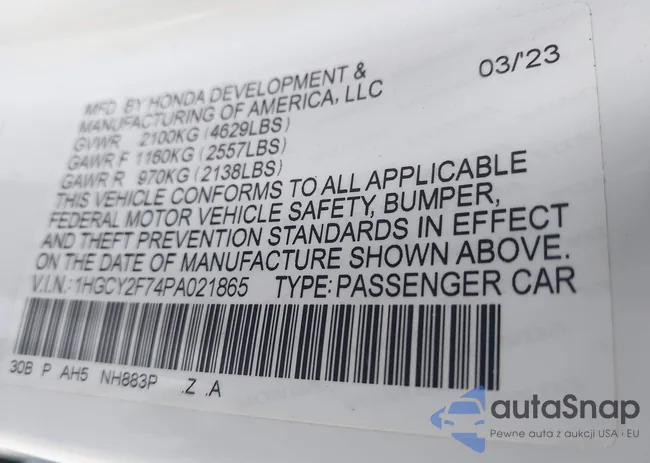 MFD. BY HONDA DEVELOPMENT & 03/'23
MANUFACTURING OF AMERICA, LLC
GVWR 2100KG (4629LBS)
GAWR F 1160KG (2557LBS)
GAWR R 970KG (2138LBS)
THIS VEHICLE CONFORMS TO ALL APPLICABLE
FEDERAL MOTOR VEHICLE SAFETY, BUMPER,
AND THEFT PREVENTION STANDARDS IN EFFECT
ON THE DATE OF MANUFACTURE SHOWN ABOVE.
V.I.N.:1HGCY2F74PA021865 TYPE:PASSENGER CAR
30B P AH5 NH883P .Z .A
autaSnap
Pewne auta z aukcji USA i EU